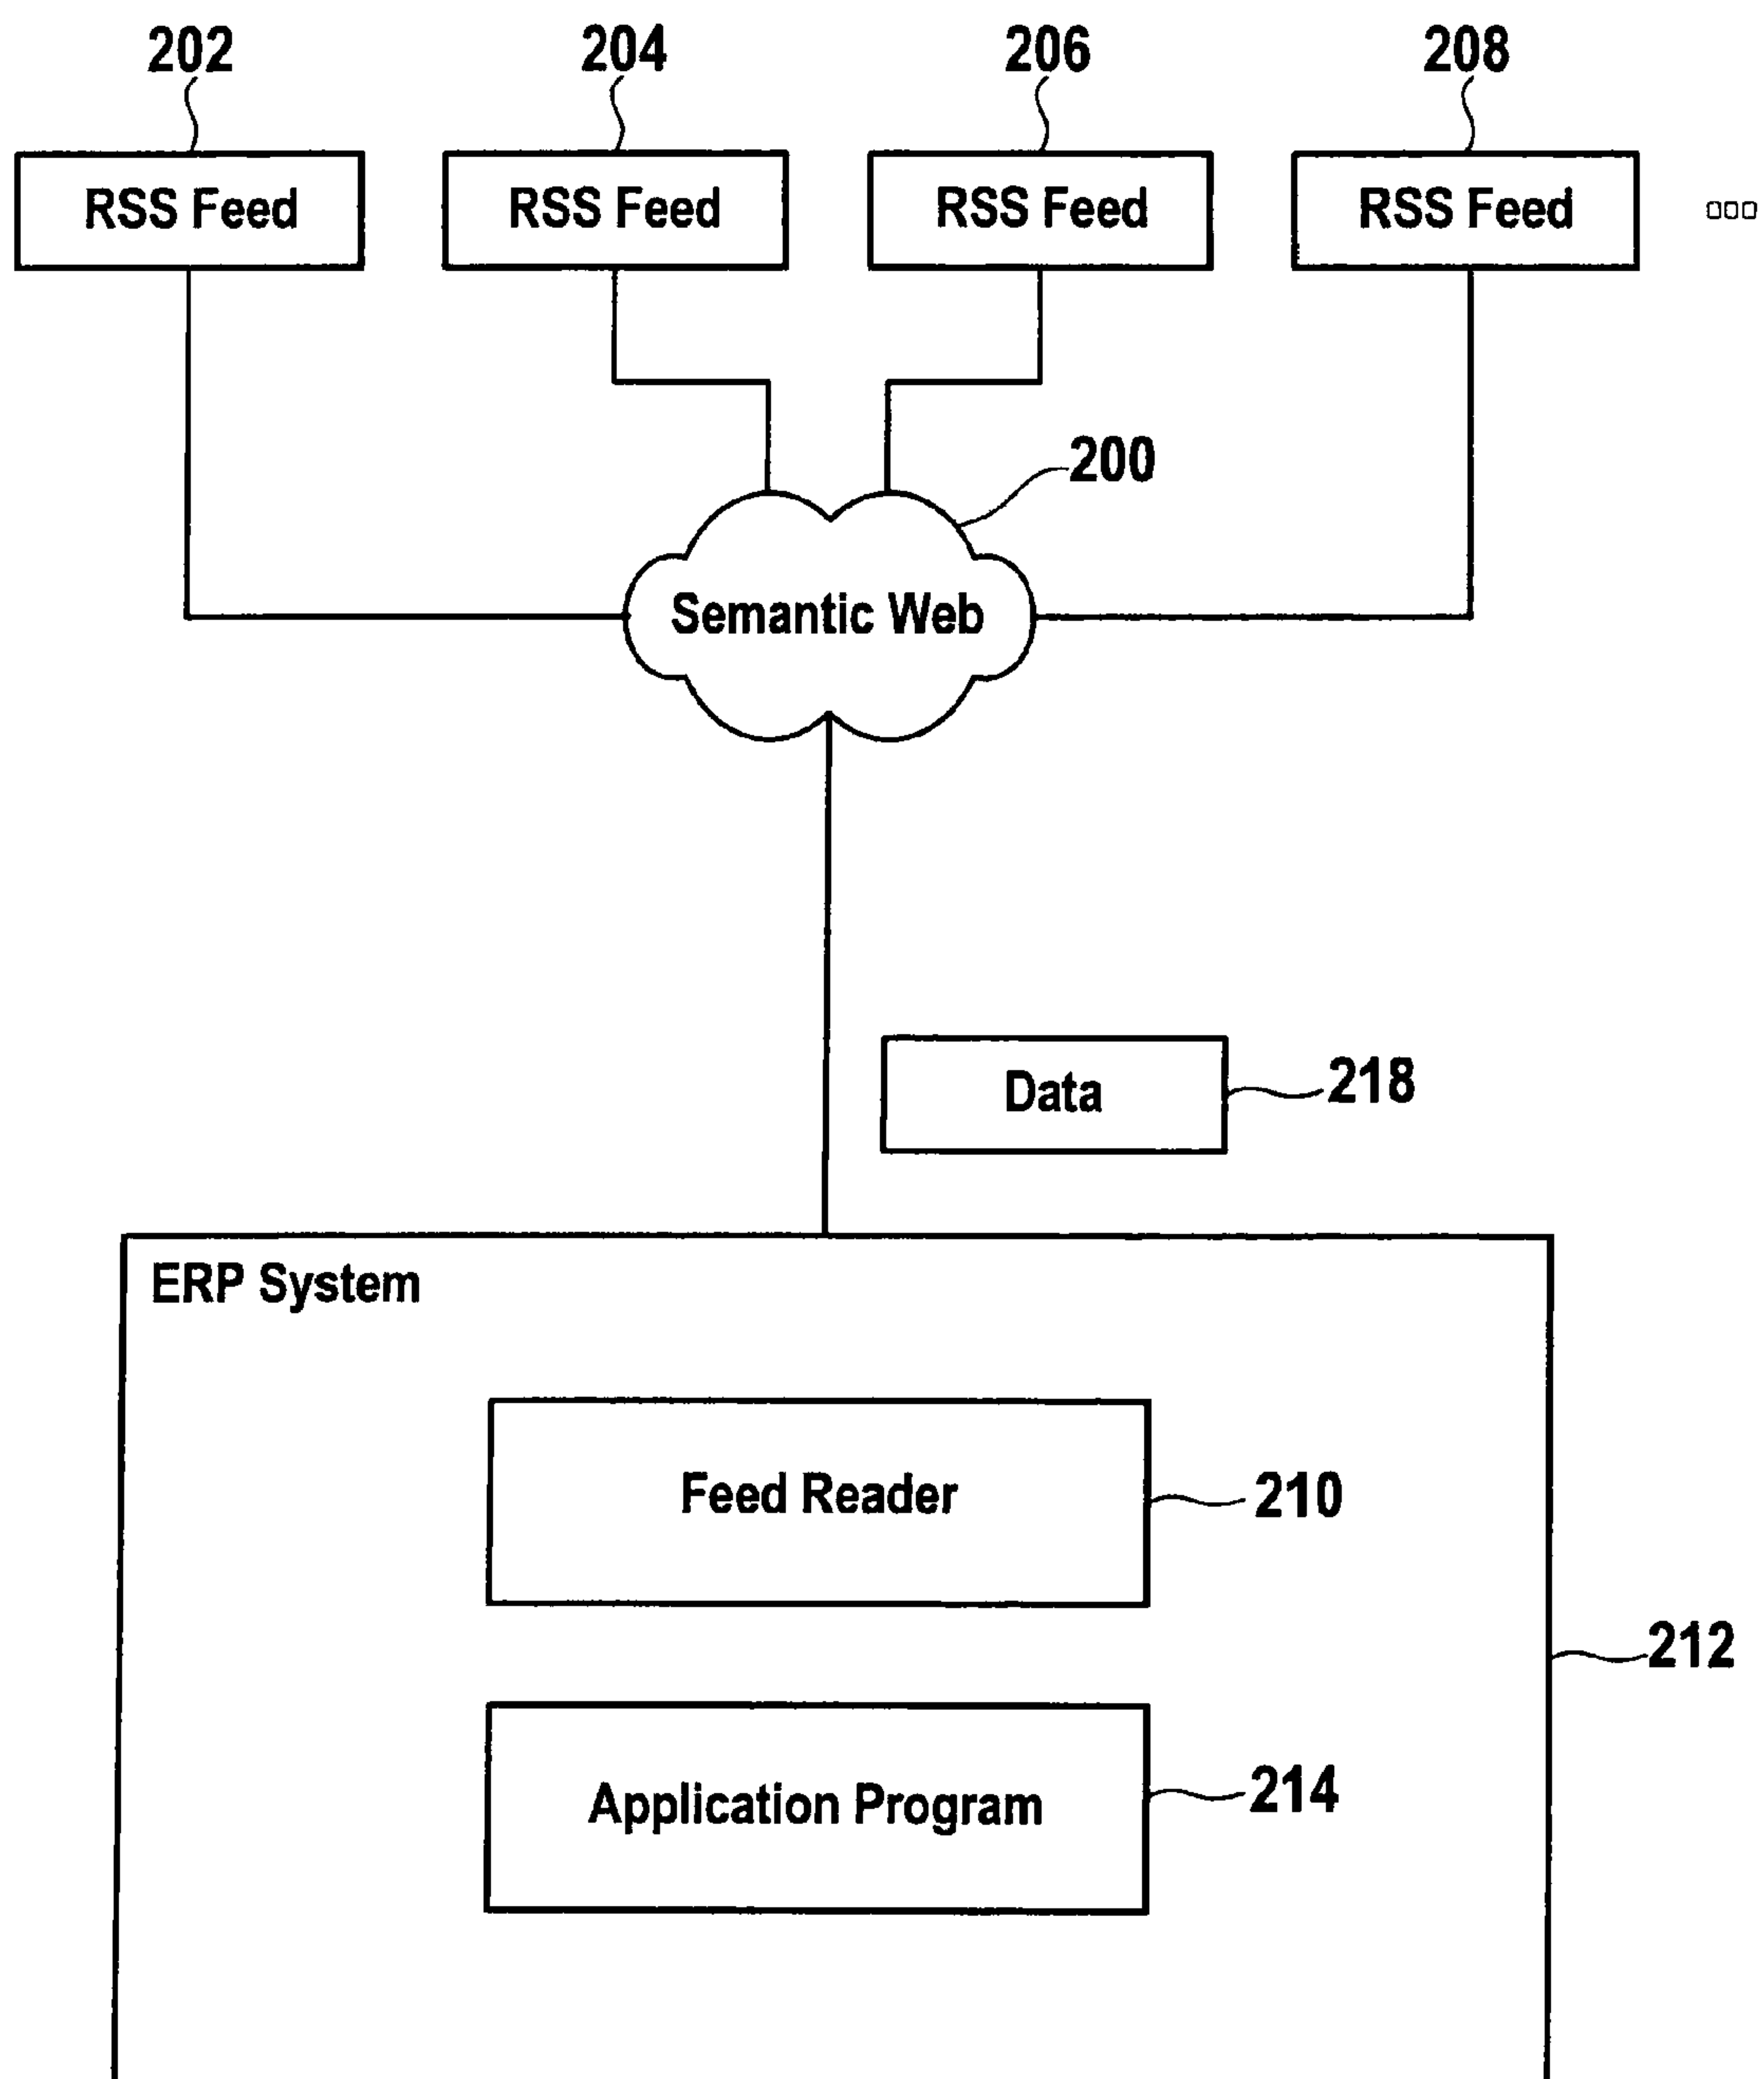 202 204 206 208
RSS Feed RSS Feed RSS Feed RSS Feed
200
Semantic Web
Data 218
ERP System
Feed Reader 210
212
Application Program 214